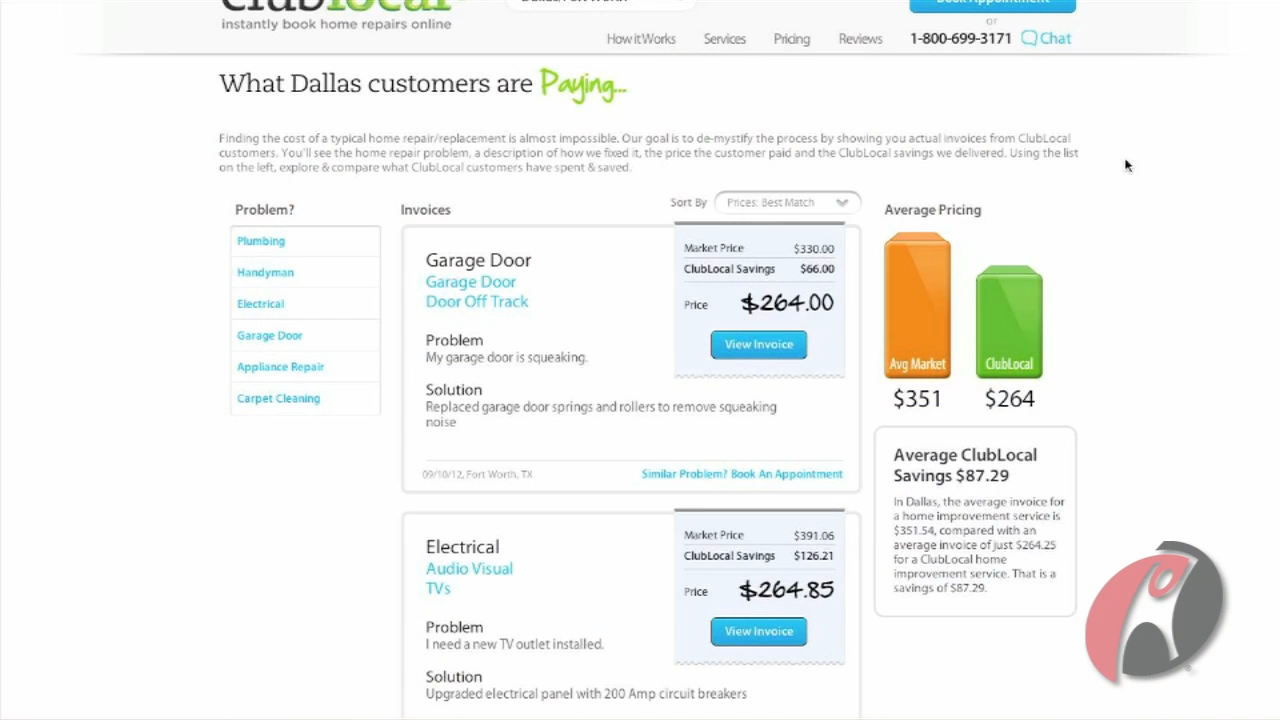 instantly book home repairs online
or
How it Works Services Pricing Reviews 1-800-699-3171 Chat
What Dallas customers are Paying...
Finding the cost of a typical home repair/replacement is almost impossible. Our goal is to de-mystify the process by showing you actual invoices from ClubLocal
customers. You'll see the home repair problem, a description of how we fixed it, the price the customer paid and the ClubLocal savings we delivered. Using the list
on the left, explore & compare what ClubLocal customers have spent & saved.
Problem?
Plumbing
Handyman
Electrical
Garage Door
Appliance Repair
Carpet Cleaning
Invoices
Sort By Prices: Best Match
Garage Door
Garage Door
Door Off Track
Market Price $330.00
ClubLocal Savings $66.00
Price $264.00
View Invoice
Problem
My garage door is squeaking.
Solution
Replaced garage door springs and rollers to remove squeaking
noise
09/10/12, Fort Worth, TX Similar Problem? Book An Appointment
Electrical
Audio Visual
TVs
Market Price $391.06
ClubLocal Savings $126.21
Price $264.85
View Invoice
Problem
I need a new TV outlet installed.
Solution
Upgraded electrical panel with 200 Amp circuit breakers
Average Pricing
Avg Market ClubLocal
$351 $264
Average ClubLocal
Savings $87.29
In Dallas, the average invoice for
a home improvement service is
$351.54, compared with an
average invoice of just $264.25
for a ClubLocal home
improvement service. That is a
savings of $87.29.